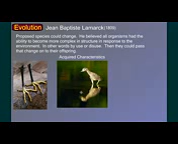 Evolution Jean Baptiste Lamarck(1800)
Proposed species could change. He believed all organisms had the
ability to become more complex in structure in response to the
environment. In other words by use or disuse. Then they could pass
that change on to their offspring.
Acquired Characteristics